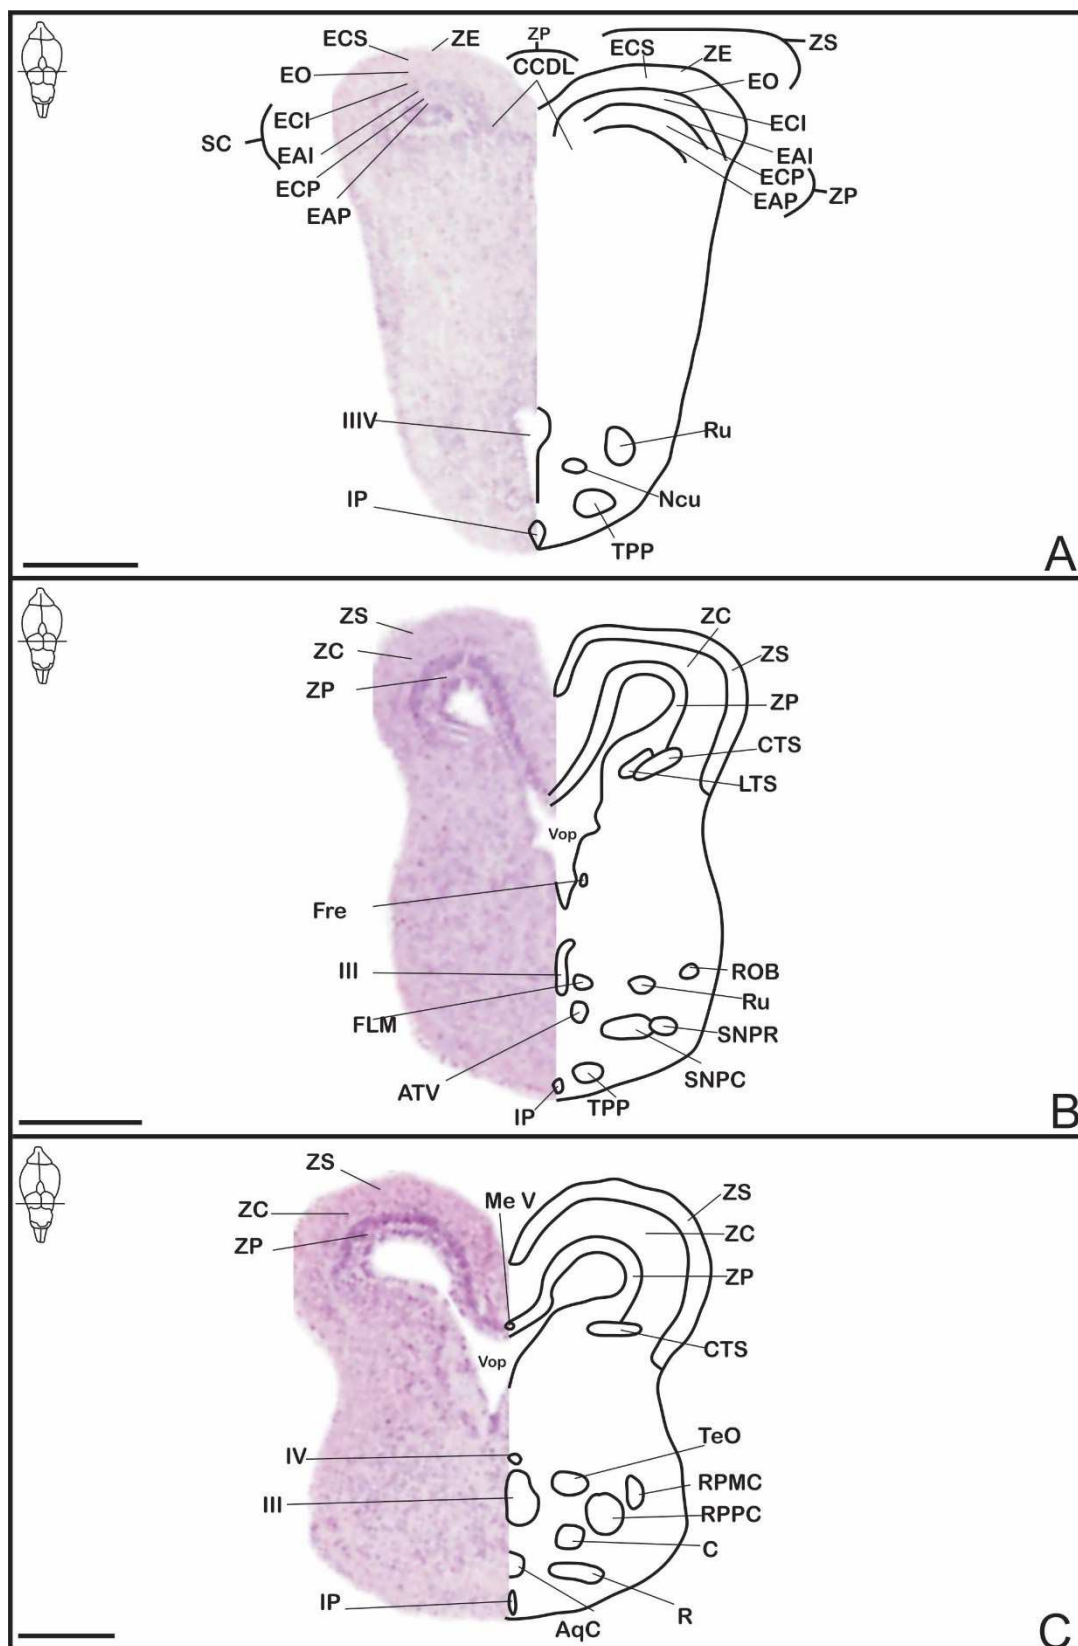 ECS
ZE
ZP
ECS
ZE
ZS
EO
CCDL
EO
SC
ECI
ECI
EAI
EAI
ECP
ECP
ZP
EAP
EAP
IIIV
Ru
IP
Ncu
TPP
A
ZS
ZC
ZC
ZS
ZP
ZP
CTS
LTS
Vop
Fre
III
ROB
FLM
Ru
SNPR
ATV
SNPC
IP
TPP
B
ZS
Me V
ZS
ZC
ZC
ZP
ZP
CTS
Vop
TeO
IV
RPMC
III
RPPC
C
IP
R
AqC
C